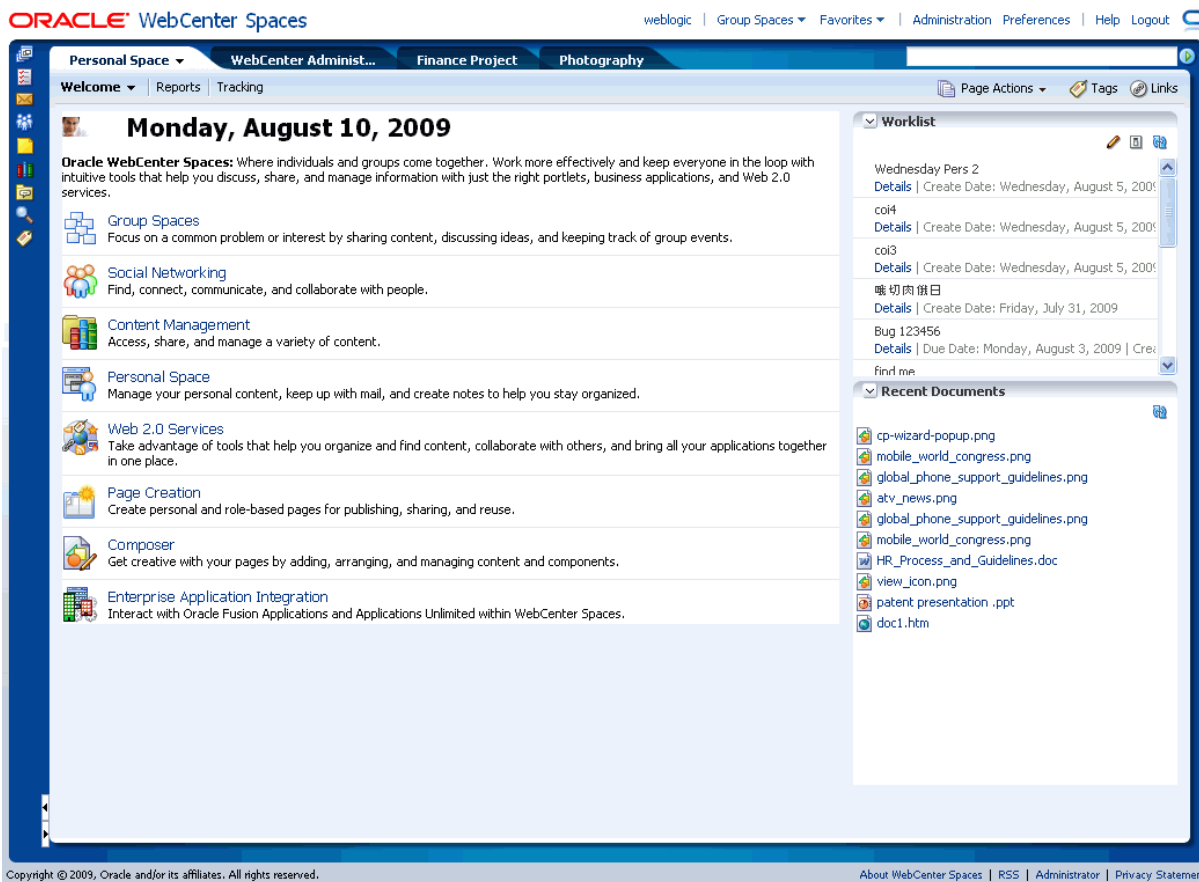 ORACLE WebCenter Spaces
weblogic | Group Spaces Favorites | Administration Preferences | Help Logout
Personal Space WebCenter Administ... Finance Project Photography
Welcome | Reports | Tracking
Page Actions Tags Links
Monday, August 10, 2009
Oracle WebCenter Spaces: Where individuals and groups come together. Work more effectively and keep everyone in the loop with
intuitive tools that help you discuss, share, and manage information with just the right portlets, business applications, and Web 2.0
services.
Group Spaces
Focus on a common problem or interest by sharing content, discussing ideas, and keeping track of group events.
Social Networking
Find, connect, communicate, and collaborate with people.
Content Management
Access, share, and manage a variety of content.
Personal Space
Manage your personal content, keep up with mail, and create notes to help you stay organized.
Web 2.0 Services
Take advantage of tools that help you organize and find content, collaborate with others, and bring all your applications together
in one place.
Page Creation
Create personal and role-based pages for publishing, sharing, and reuse.
Composer
Get creative with your pages by adding, arranging, and managing content and components.
Enterprise Application Integration
Interact with Oracle Fusion Applications and Applications Unlimited within WebCenter Spaces.
Worklist
Wednesday Pers 2
Details | Create Date: Wednesday, August 5, 2009
coi4
Details | Create Date: Wednesday, August 5, 2009
coi3
Details | Create Date: Wednesday, August 5, 2009
切肉俄日
Details | Create Date: Friday, July 31, 2009
Bug 123456
Details | Due Date: Monday, August 3, 2009 | Crea
find me
Recent Documents
cp-wizard-popup.png
mobile_world_congress.png
global_phone_support_guidelines.png
atv_news.png
global_phone_support_guidelines.png
mobile_world_congress.png
HR_Process_and_Guidelines.doc
view_icon.png
patent presentation .ppt
doc1.htm
Copyright © 2009, Oracle and/or its affiliates. All rights reserved.
About WebCenter Spaces | RSS | Administrator | Privacy Stateme